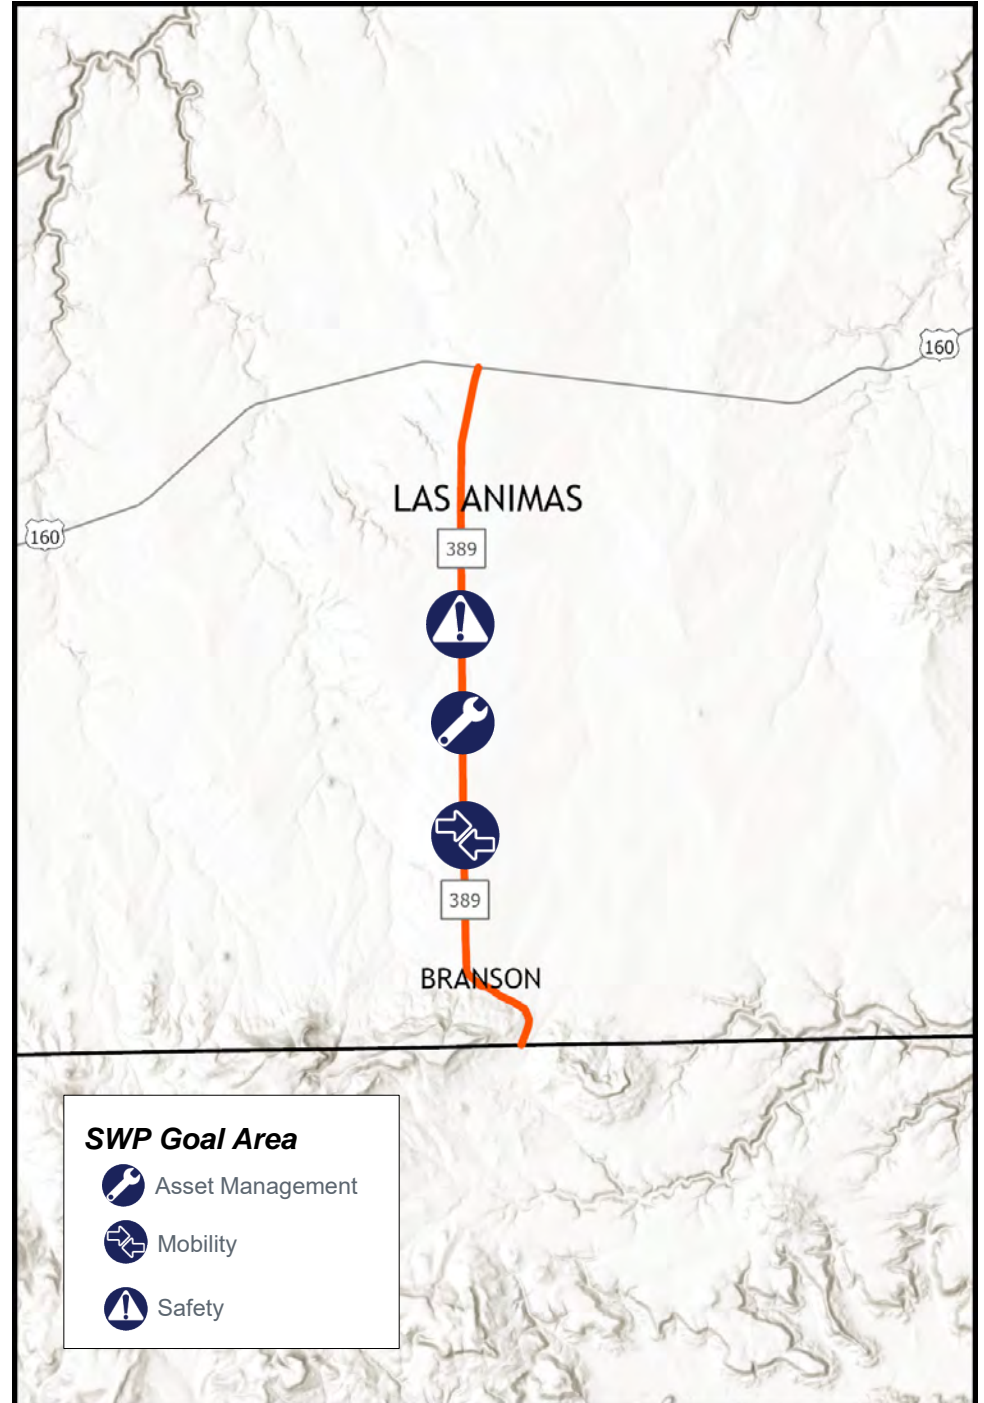 160
LAS ANIMAS
160
389
389
BRANSON
SWP Goal Area
Asset Management
Mobility
Safety